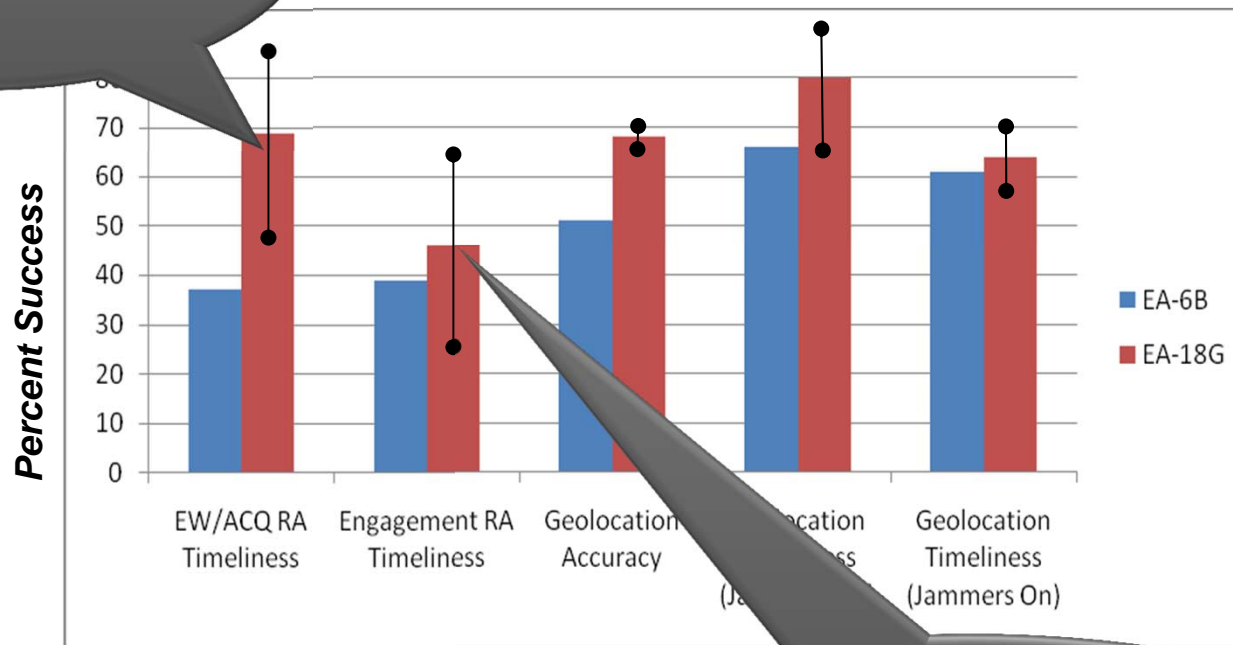 Percent Success
70
60
50
40
30
20
10
0
EW/ACQ RA
Timeliness
Engagement RA
Timeliness
Geolocation
Accuracy
(Jammers On)
Geolocation
Timeliness
EA-6B
EA-18G